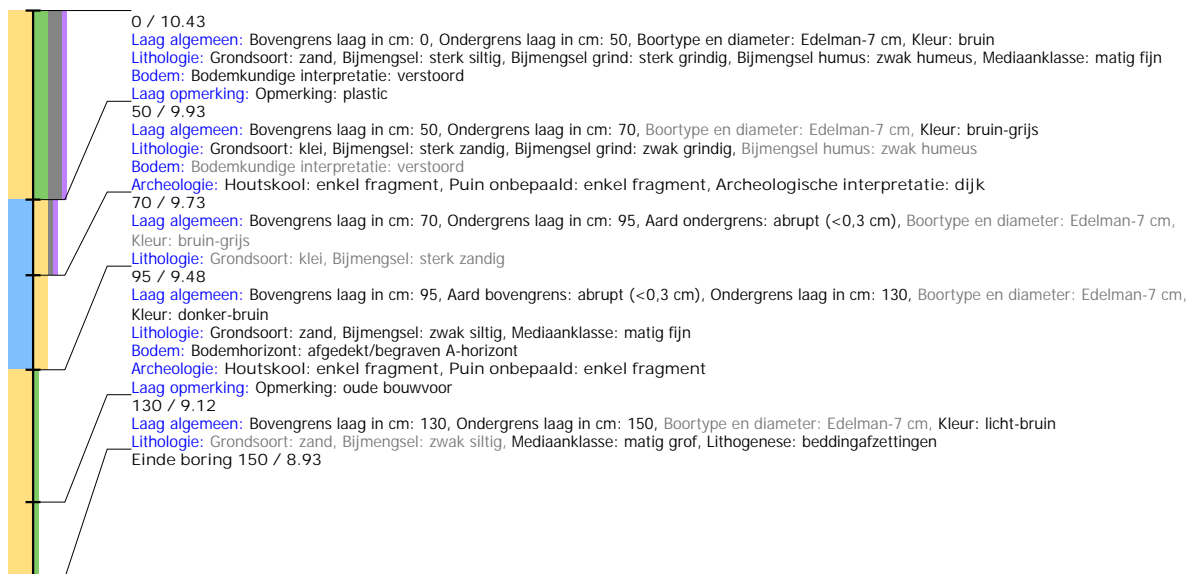 0 / 10.43
Laag algemeen: Bovengrens laag in cm: 0, Ondergrens laag in cm: 50, Boortype en diameter: Edelman-7 cm, Kleur: bruin
Lithologie: Grondsoort: zand, Bijmengsel: sterk siltig, Bijmengsel grind: sterk grindig, Bijmengsel humus: zwak humeus, Mediaanklasse: matig fijn
Bodem: Bodemkundige interpretatie: verstoord
Laag opmerking: Opmerking: plastic
50 / 9.93
Laag algemeen: Bovengrens laag in cm: 50, Ondergrens laag in cm: 70, Boortype en diameter: Edelman-7 cm, Kleur: bruin-grijs
Lithologie: Grondsoort: klei, Bijmengsel: sterk zandig, Bijmengsel grind: zwak grindig, Bijmengsel humus: zwak humeus
Bodem: Bodemkundige interpretatie: verstoord
Archeologie: Houtskool: enkel fragment, Puin onbepaald: enkel fragment, Archeologische interpretatie: dijk
70 / 9.73
Laag algemeen: Bovengrens laag in cm: 70, Ondergrens laag in cm: 95, Aard ondergrens: abrupt (<0,3 cm), Boortype en diameter: Edelman-7 cm,
Kleur: bruin-grijs
Lithologie: Grondsoort: klei, Bijmengsel: sterk zandig
95 / 9.48
Laag algemeen: Bovengrens laag in cm: 95, Aard bovengrens: abrupt (<0,3 cm), Ondergrens laag in cm: 130, Boortype en diameter: Edelman-7 cm,
Kleur: donker-bruin
Lithologie: Grondsoort: zand, Bijmengsel: zwak siltig, Mediaanklasse: matig fijn
Bodem: Bodemhorizont: afgedekt/begraven A-horizont
Archeologie: Houtskool: enkel fragment, Puin onbepaald: enkel fragment
Laag opmerking: Opmerking: oude bouwvoor
130 / 9.12
Laag algemeen: Bovengrens laag in cm: 130, Ondergrens laag in cm: 150, Boortype en diameter: Edelman-7 cm, Kleur: licht-bruin
Lithologie: Grondsoort: zand, Bijmengsel: zwak siltig, Mediaanklasse: matig grof, Lithogenese: beddingafzettingen
Einde boring 150 / 8.93